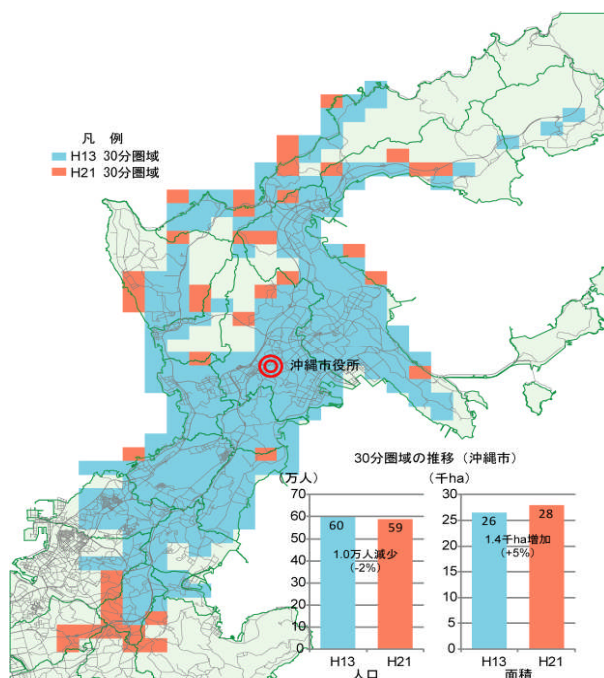 凡 例
H13 30分圏域
H21 30分圏域
沖縄市役所
30分圏域の推移（沖縄市）
（万人）
70
60
50
40
30
20
10
0
60
59
1.0万人減少
（-2%）
H13
H21
人口
（千ha）
30
25
20
15
10
5
0
26
28
1.4千ha増加
（+5%）
H13
H21
面積